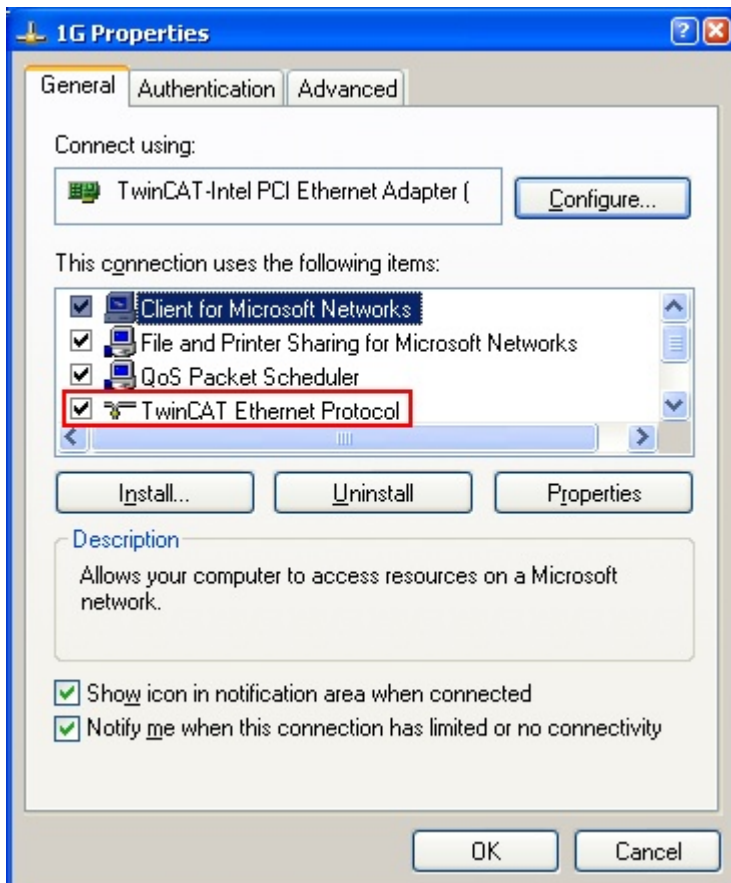 1G Properties
General
Authentication
Advanced
Connect using:
TwinCAT-Intel PCI Ethernet Adapter (
Configure...
This connection uses the following items:
Client for Microsoft Networks
File and Printer Sharing for Microsoft Networks
QoS Packet Scheduler
TwinCAT Ethernet Protocol
Install...
Uninstall
Properties
Description
Allows your computer to access resources on a Microsoft
network.
Show icon in notification area when connected
Notify me when this connection has limited or no connectivity
OK
Cancel